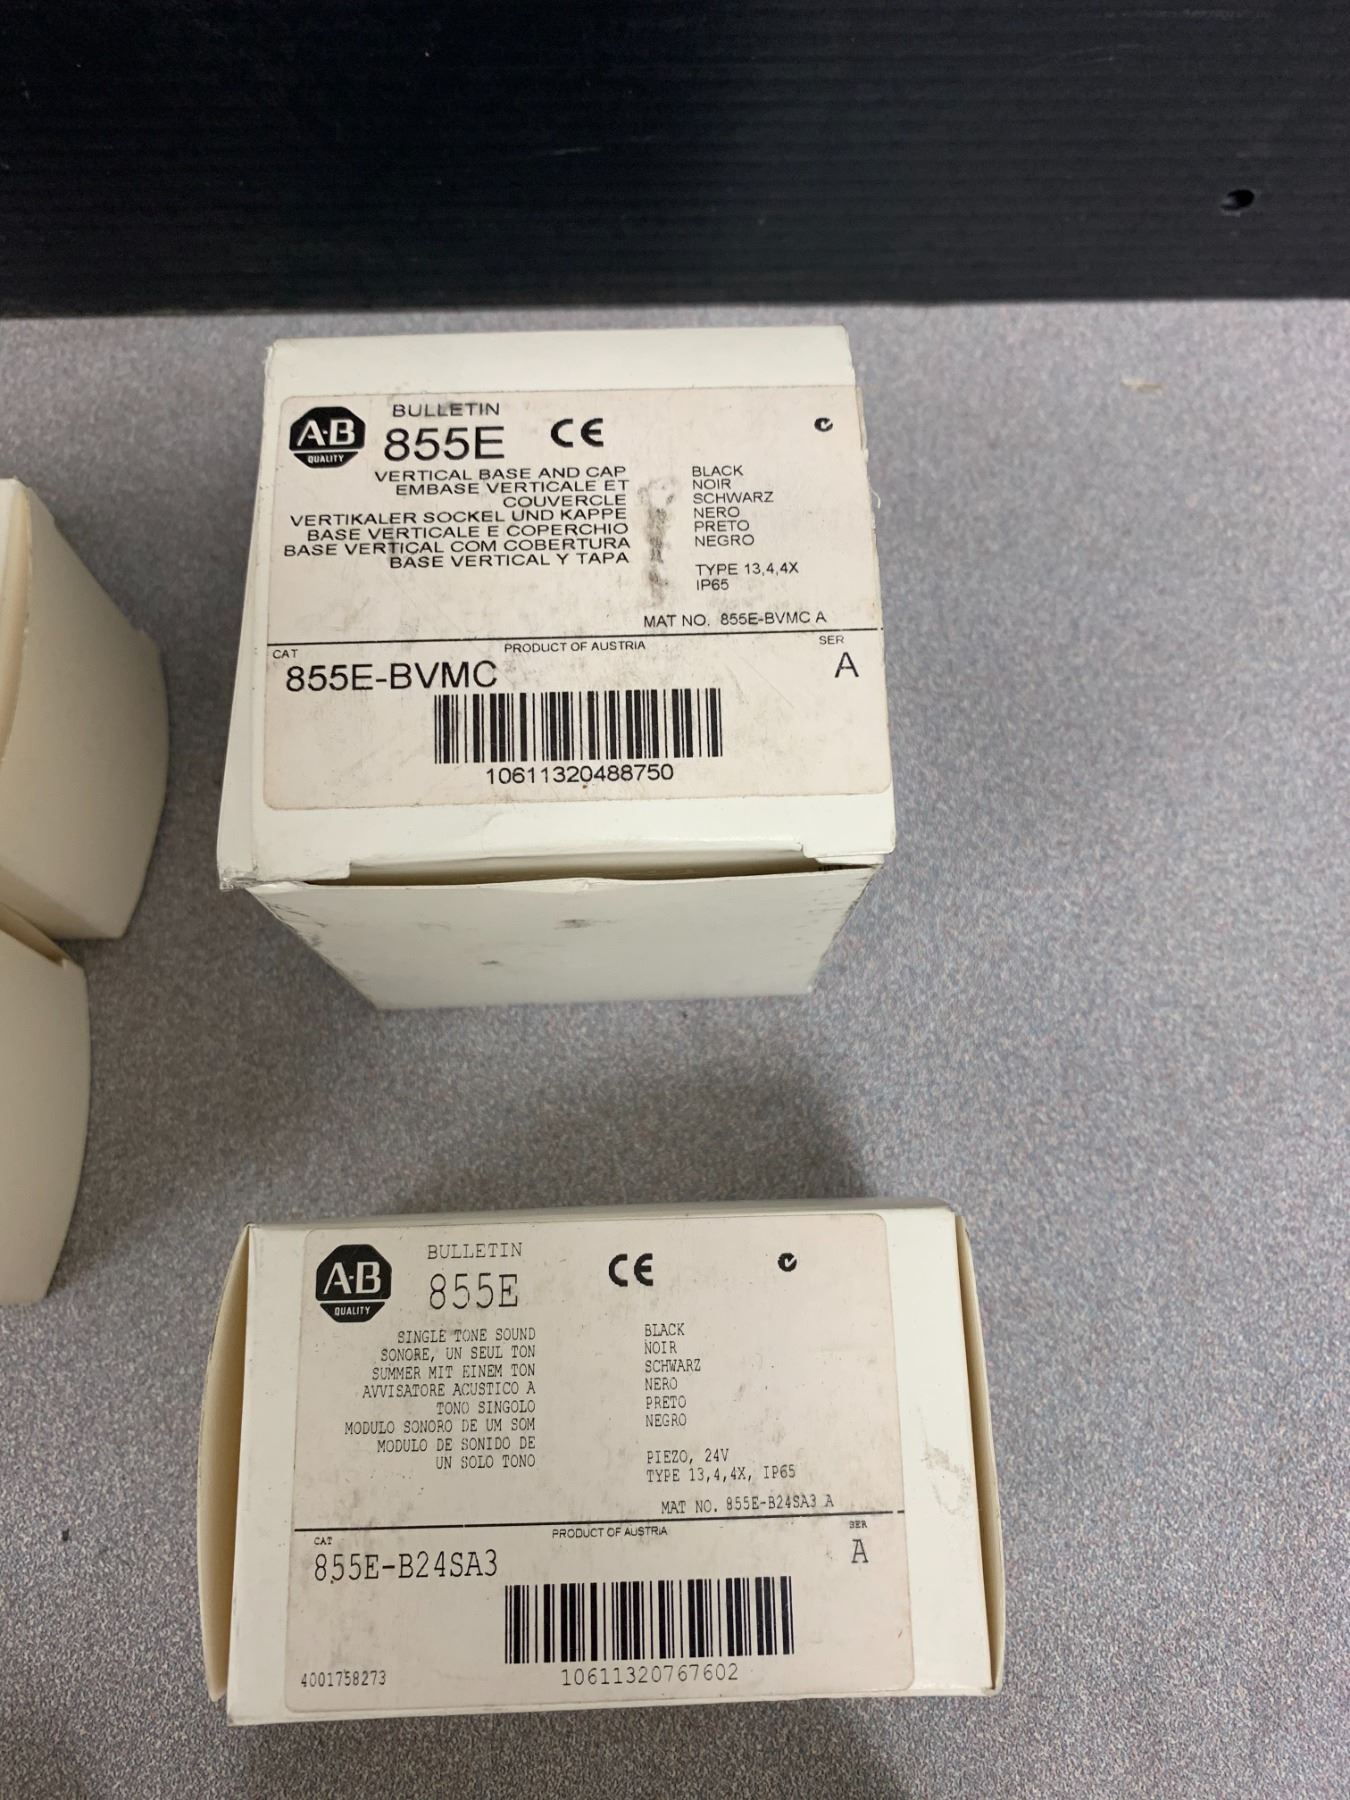 A·B
QUALITY
BULLETIN
855E
CE
VERTICAL BASE AND CAP
EMBASE VERTICALE ET
COUVERCLE
VERTIKALER SOCKEL UND KAPPE
BASE VERTICALE E COPERCHIO
BASE VERTICAL COM COBERTURA
BASE VERTICAL Y TAPA
BLACK
NOIR
SCHWARZ
NERO
PRETO
NEGRO
TYPE 13,4,4X
IP65
MAT NO. 855E-BVMC A
CAT
PRODUCT OF AUSTRIA
SER
855E-BVMC
A
10611320488750
A·B
QUALITY
BULLETIN
855E
CE
SINGLE TONE SOUND
SONORE, UN SEUL TON
SUMMER MIT EINEM TON
AVVISATORE ACUSTICO A
TONO SINGOLO
MODULO SONORO DE UM SOM
MODULO DE SONIDO DE
UN SOLO TONO
BLACK
NOIR
SCHWARZ
NERO
PRETO
NEGRO
PIEZO, 24V
TYPE 13,4,4X, IP65
MAT NO. 855E-B24SA3 A
CAT
PRODUCT OF AUSTRIA
SER
855E-B24SA3
A
4001758273
10611320767602